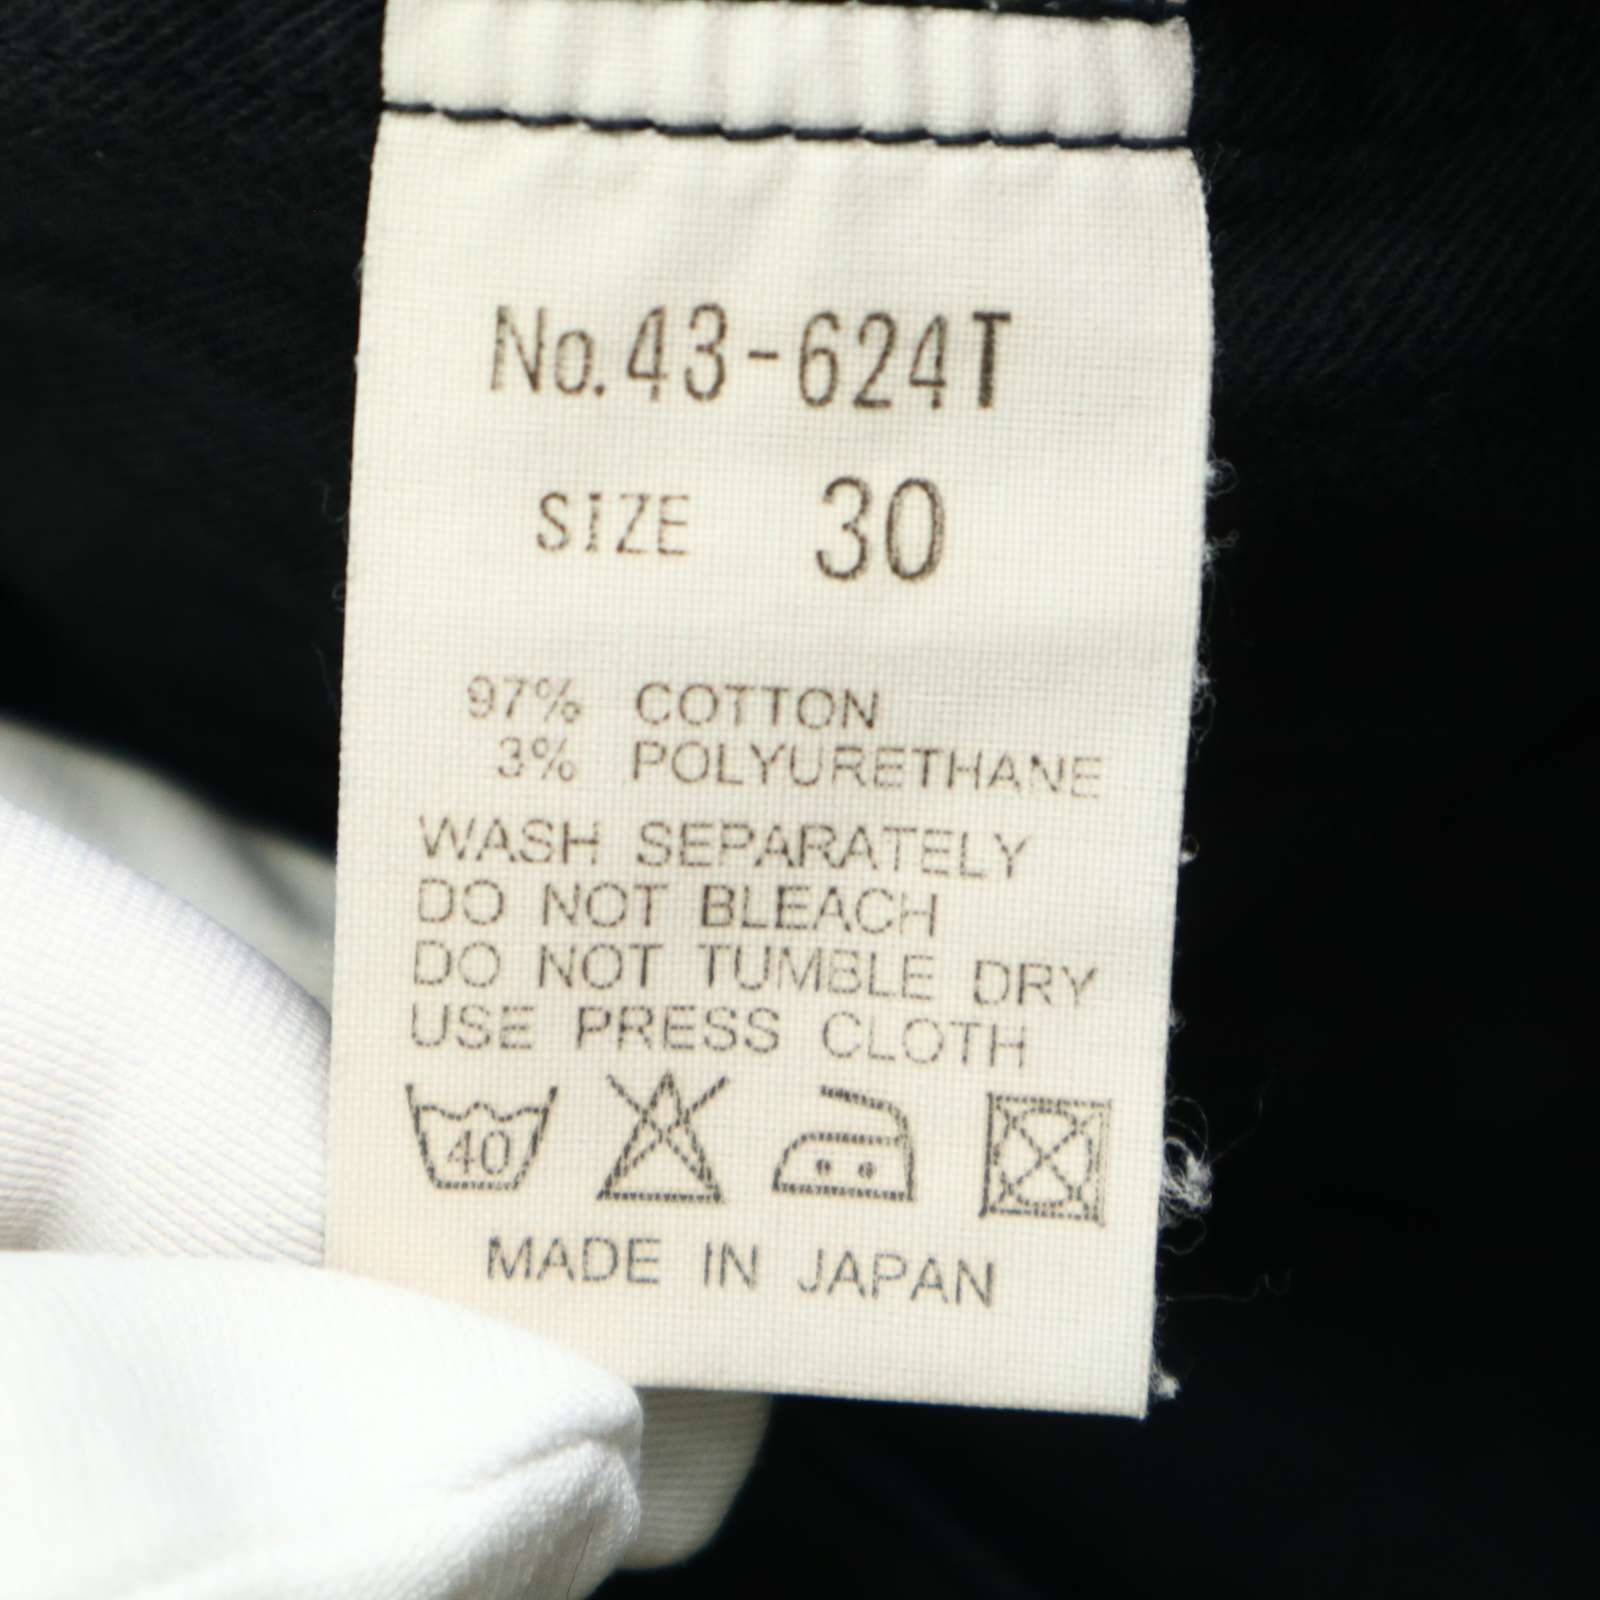 No.43-624T
SIZE 30
97% COTTON
3% POLYURETHANE
WASH SEPARATELY
DO NOT BLEACH
DO NOT TUMBLE DRY
USE PRESS CLOTH
40
MADE IN JAPAN